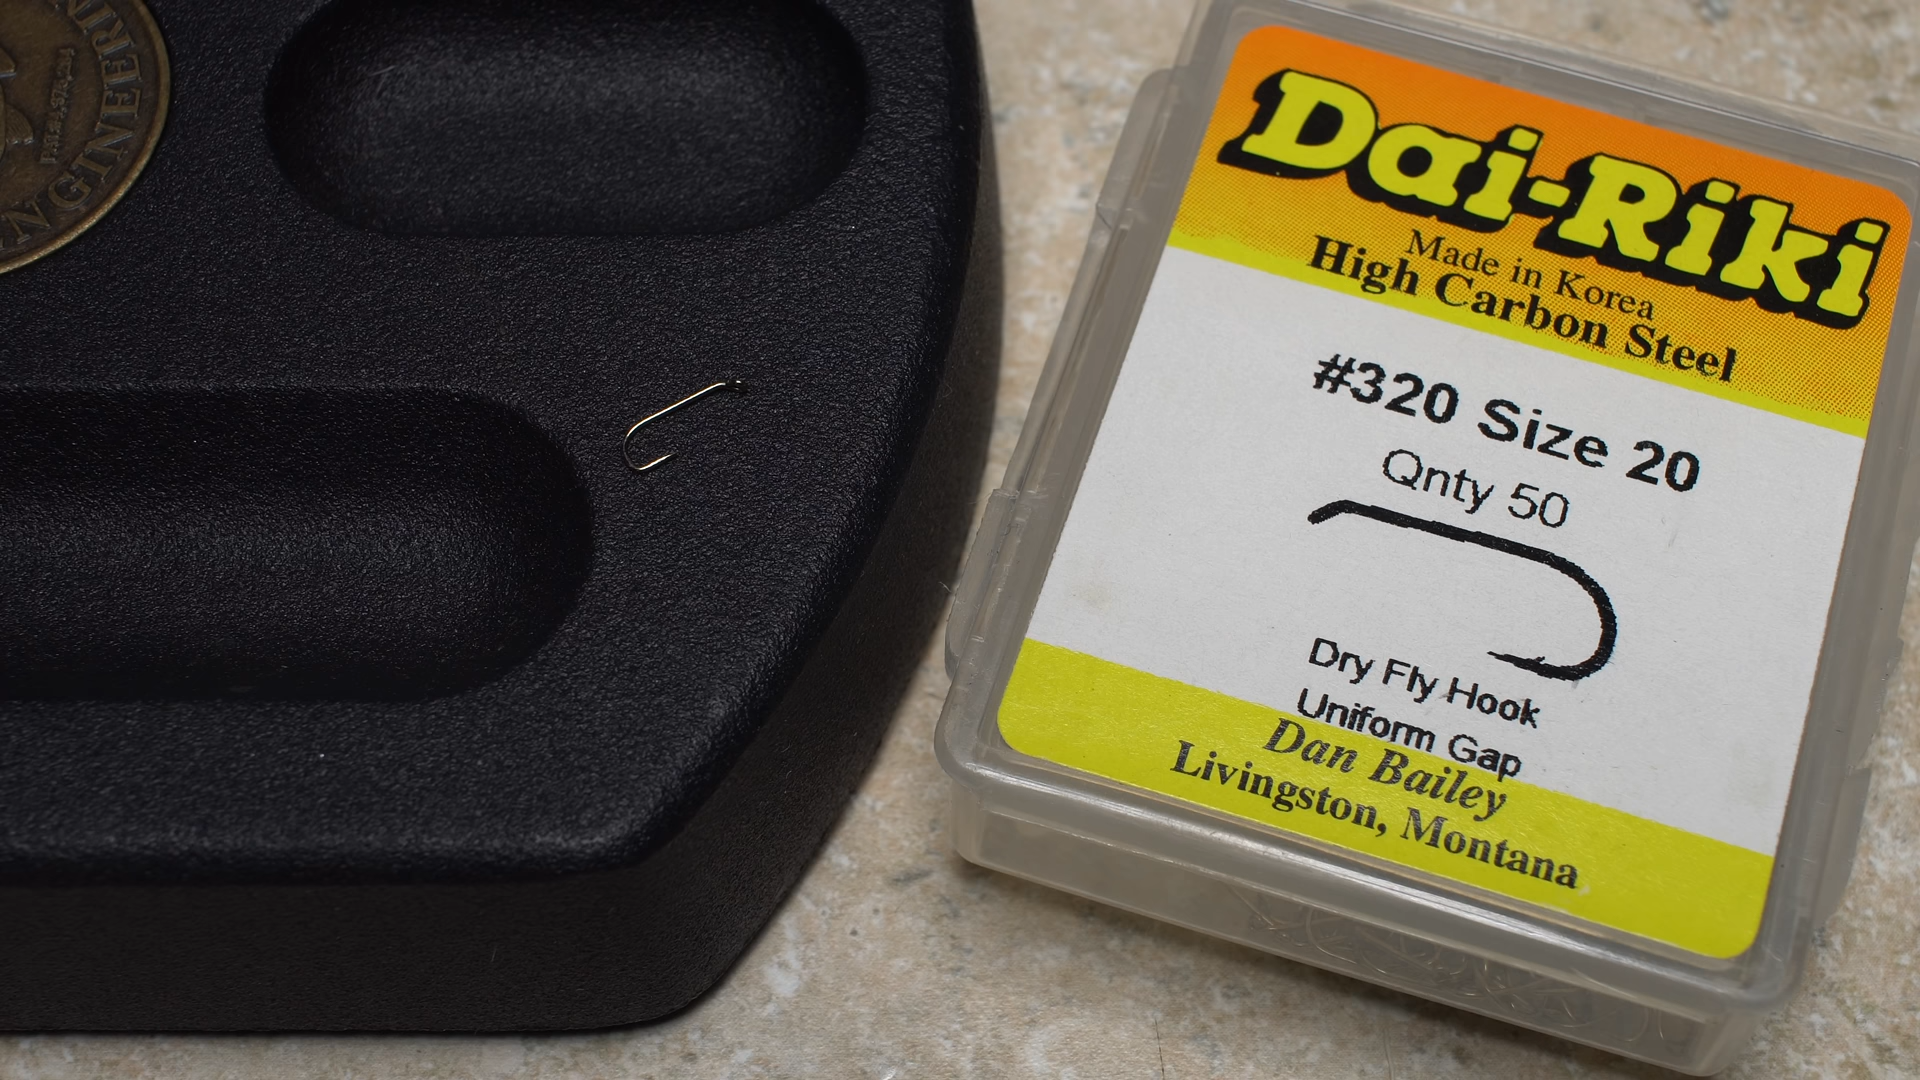 GINEERIN
Dai-Riki
Made in Korea
High Carbon Steel
#320 Size 20
Qnty 50
Dry Fly Hook
Uniform Gap
Dan Bailey
Livingston, Montana